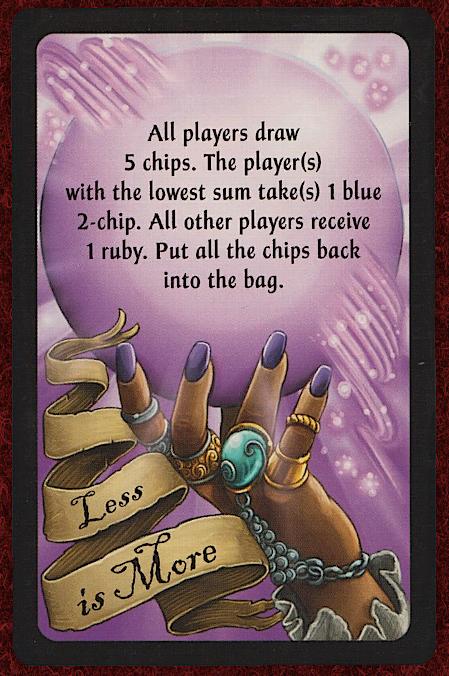 All players draw
5 chips. The player(s)
with the lowest sum take(s) 1 blue
2-chip. All other players receive
1 ruby. Put all the chips back
into the bag.
Less
is More